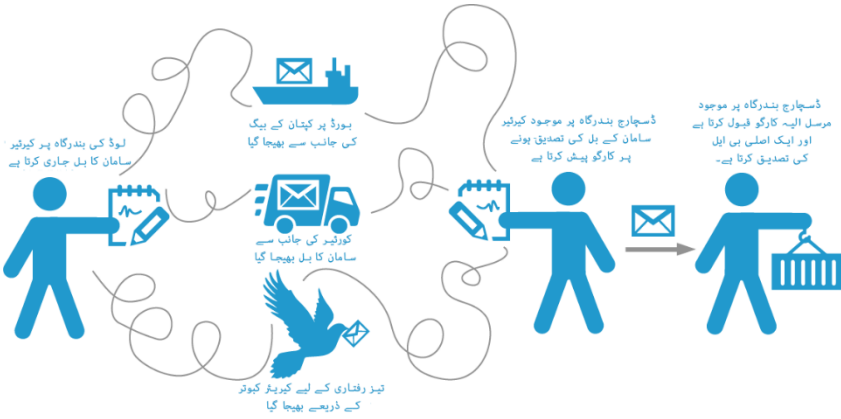 لوڈ کی بندرگاہ پر کیرئیر
سامان کا بل جاری کرتا ہے
بورڈ پر کپتان کے بیگ
کی جانب سے بھیجا گیا
کورئیر کی جانب سے
سامان کا بل بھیجا گیا
تیز رفتاری کے لیے کیریئر کبوتر
کے ذریعے بھیجا گیا
ڈسچارج بندرگاہ پر موجود کیرئیر
سامان کے بل کی تصدیق ہونے
پر کارگو پیش کرتا ہے
ڈسچارج بندرگاہ پر موجود
مرسل الیہ کارگو قبول کرتا ہے
اور ایک اصلی بی ایل
کی تصدیق کرتا ہے۔